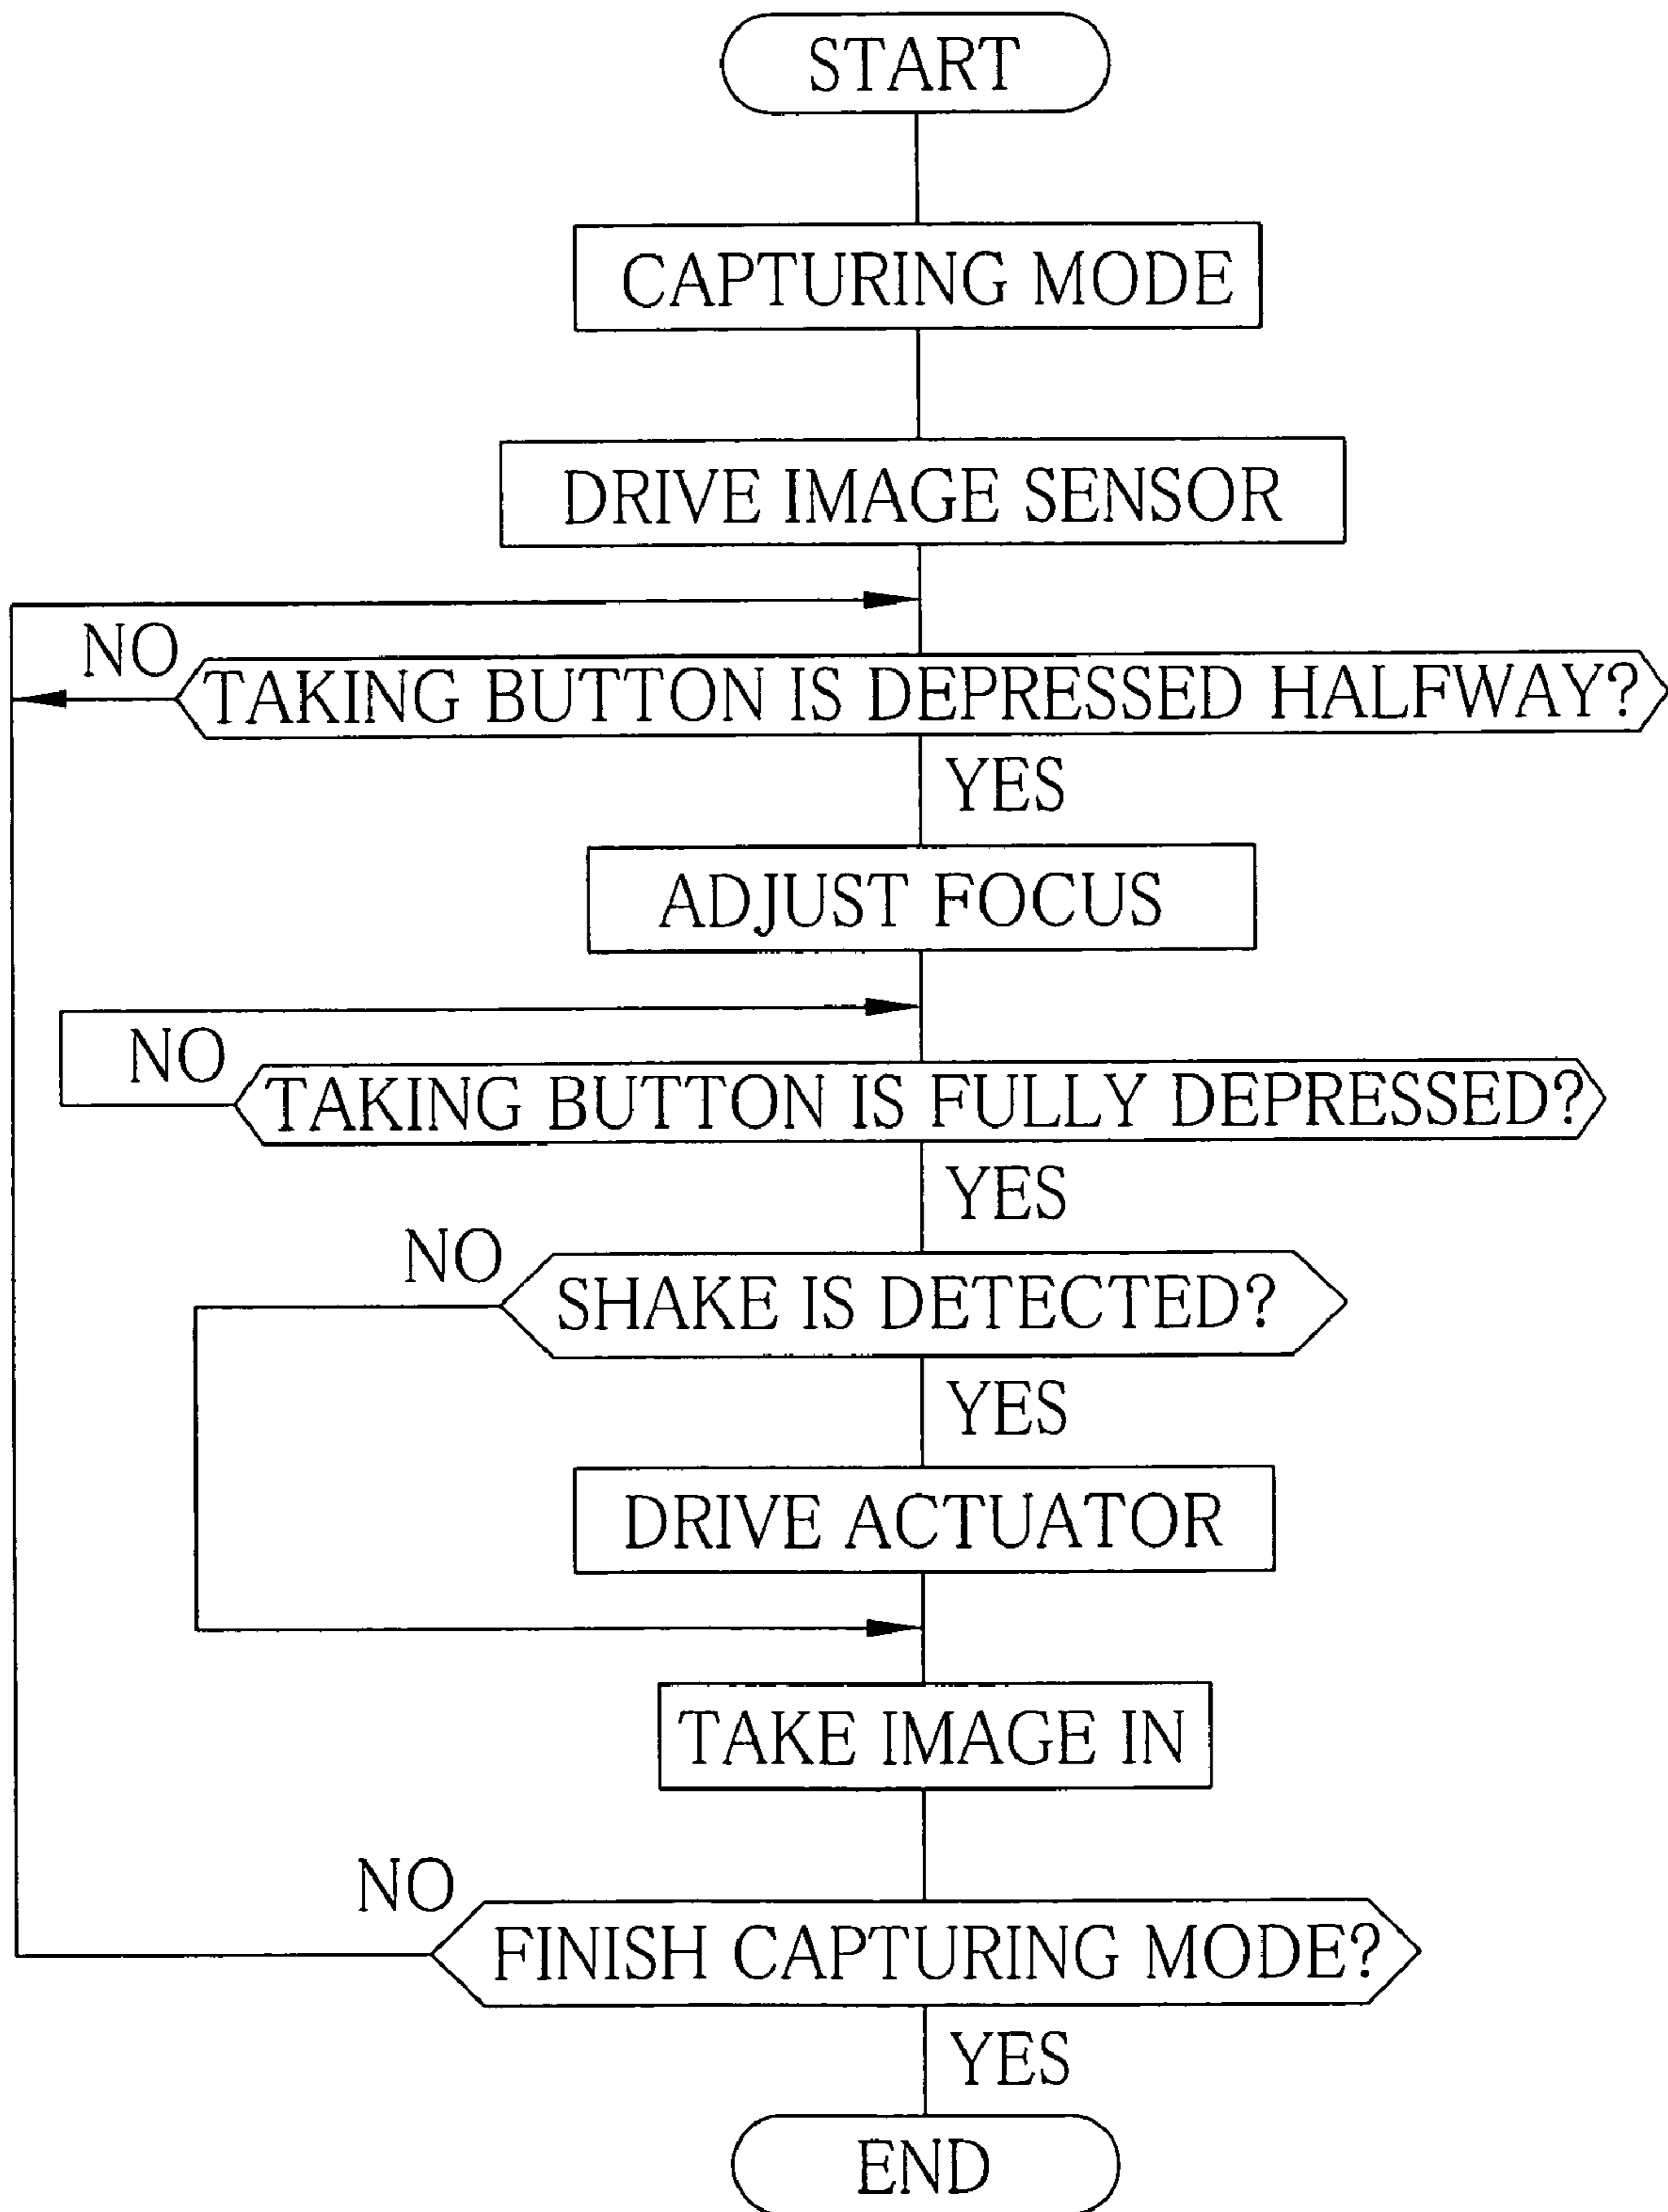 START
CAPTURING MODE
DRIVE IMAGE SENSOR
NO
TAKING BUTTON IS DEPRESSED HALFWAY?
YES
ADJUST FOCUS
NO
TAKING BUTTON IS FULLY DEPRESSED?
YES
NO
SHAKE IS DETECTED?
YES
DRIVE ACTUATOR
TAKE IMAGE IN
NO
FINISH CAPTURING MODE?
YES
END